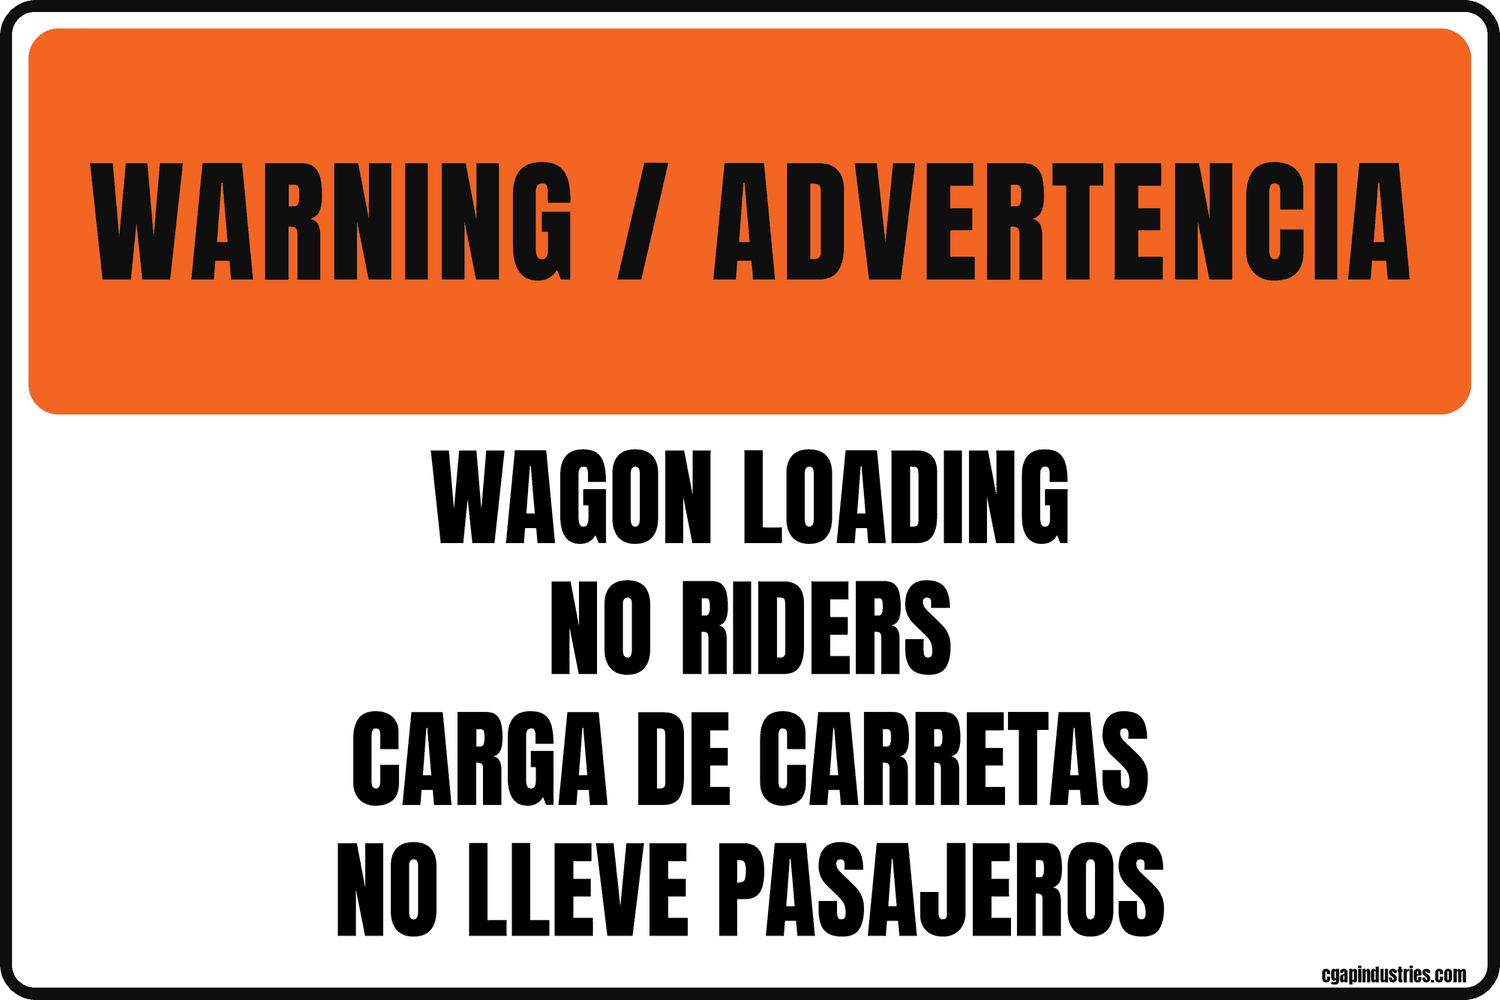 WARNING / ADVERTENCIA
WAGON LOADING
NO RIDERS
CARGA DE CARRETAS
NO LLEVE PASAJEROS
cgapindustries.com